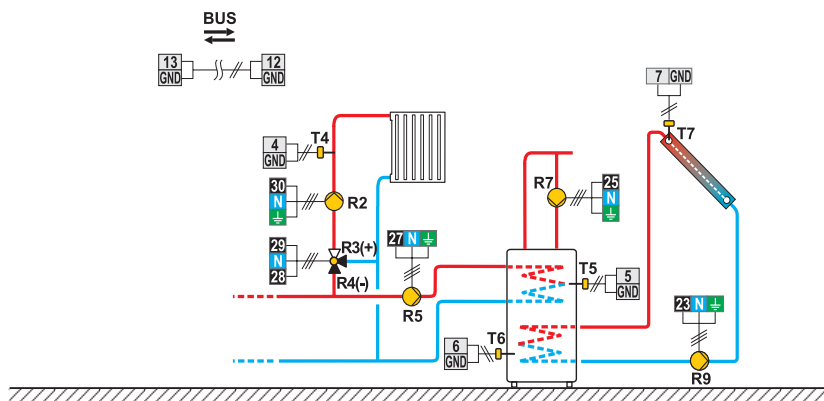 BUS
13
GND
12
GND
7 GND
T7
4
GND
T4
30
N
R2
R7
25
N
29
N
28
R3(+)
R4(-)
27 N
R5
T5
5
GND
T6
6
GND
23 N
R9